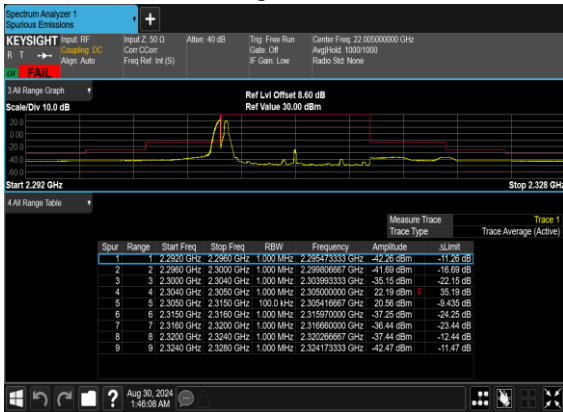 Spectrum Analyzer 1
Spurious Emissions
+
KEYSIGHT Input: RF Input Z: 50 Ω Atten: 40 dB Trig: Free Run Center Freq: 22.005000000 GHz
R T Coupling: DC Corr CCorr Gate: Off Avg|Hold: 1000/1000
Align: Auto Freq Ref: Int (S) IF Gain: Low Radio Std: None
FAIL
3 All Range Graph Ref Lvl Offset 8.60 dB
Scale/Div 10.0 dB Ref Value 30.00 dBm
20.0
0.00
-20.0
-40.0
-60.0
Start 2.292 GHz Stop 2.328 GHz
4 All Range Table
Measure Trace Trace 1
Trace Type Trace Average (Active)
Spur Range Start Freq Stop Freq RBW Frequency Amplitude ΔLimit
1 1 2.2920 GHz 2.2960 GHz 1.000 MHz 2.295473333 GHz -42.26 dBm -11.26 dB
2 2 2.2960 GHz 2.3000 GHz 1.000 MHz 2.299806667 GHz -41.69 dBm -16.69 dB
3 3 2.3000 GHz 2.3040 GHz 1.000 MHz 2.303993333 GHz -35.15 dBm -22.15 dB
4 4 2.3040 GHz 2.3050 GHz 1.000 MHz 2.305000000 GHz 22.19 dBm F 35.19 dB
5 5 2.3050 GHz 2.3150 GHz 100.0 kHz 2.305416667 GHz 20.56 dBm -9.435 dB
6 6 2.3150 GHz 2.3160 GHz 1.000 MHz 2.315970000 GHz -37.25 dBm -24.25 dB
7 7 2.3160 GHz 2.3200 GHz 1.000 MHz 2.316660000 GHz -36.44 dBm -23.44 dB
8 8 2.3200 GHz 2.3240 GHz 1.000 MHz 2.320266667 GHz -37.44 dBm -12.44 dB
9 9 2.3240 GHz 2.3280 GHz 1.000 MHz 2.324173333 GHz -42.47 dBm -11.47 dB
? Aug 30, 2024
1:46:08 AM